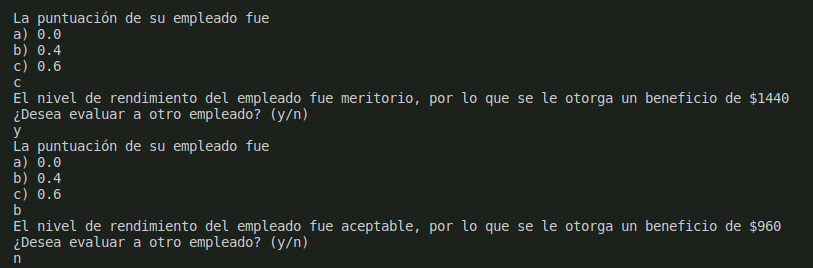 La puntuación de su empleado fue
a) 0.0
b) 0.4
c) 0.6
c
El nivel de rendimiento del empleado fue meritorio, por lo que se le otorga un beneficio de $1440
¿Desea evaluar a otro empleado? (y/n)
y
La puntuación de su empleado fue
a) 0.0
b) 0.4
c) 0.6
b
El nivel de rendimiento del empleado fue aceptable, por lo que se le otorga un beneficio de $960
¿Desea evaluar a otro empleado? (y/n)
n